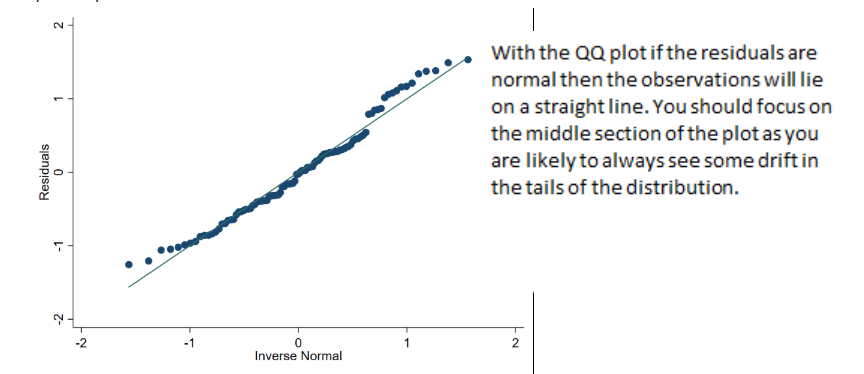 2
1
0
-1
-2
Residuals
-2
-1
0
1
2
Inverse Normal
With the QQ plot if the residuals are
normal then the observations will lie
on a straight line. You should focus on
the middle section of the plot as you
are likely to always see some drift in
the tails of the distribution.